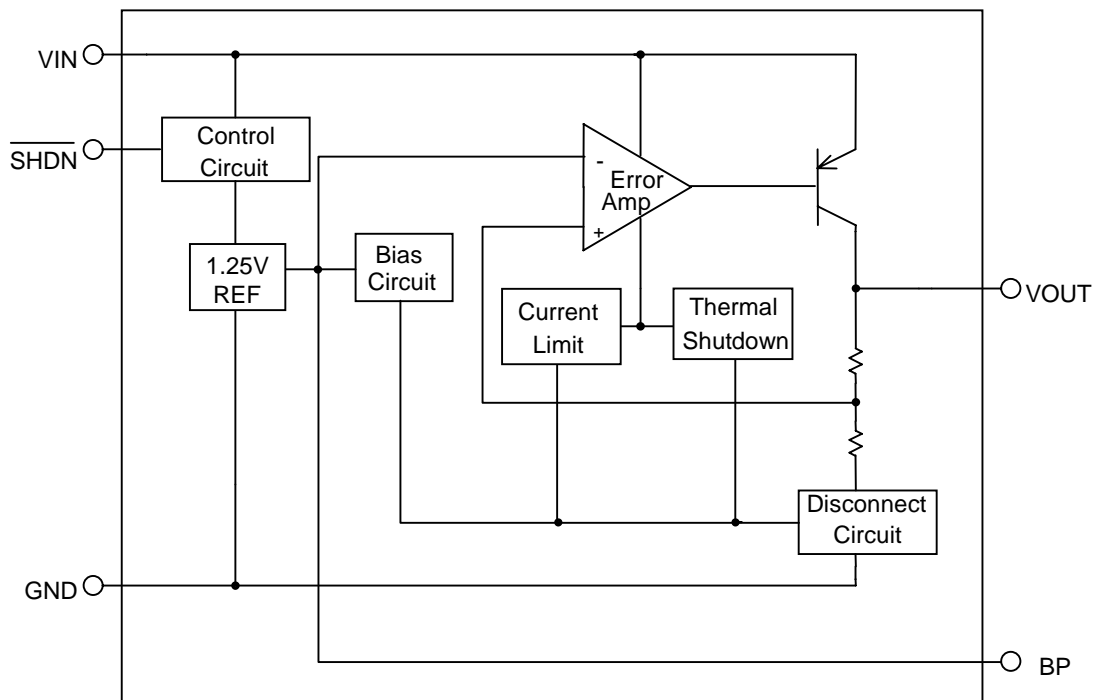 VIN
SHDN
Control
Circuit
1.25V
REF
Bias
Circuit
-
Error
Amp
+
Current
Limit
Thermal
Shutdown
VOUT
Disconnect
Circuit
GND
BP